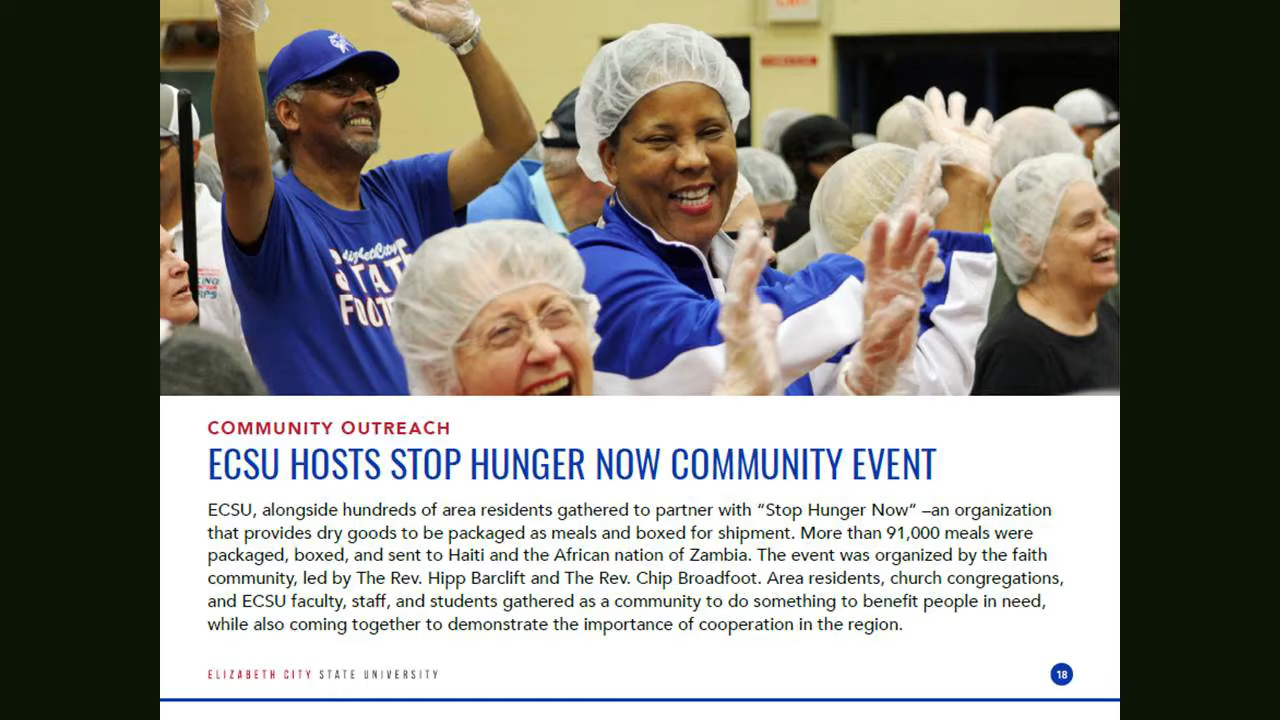 ElizabethCity
STATE
FOOT
COMMUNITY OUTREACH
ECSU HOSTS STOP HUNGER NOW COMMUNITY EVENT
ECSU, alongside hundreds of area residents gathered to partner with “Stop Hunger Now” –an organization
that provides dry goods to be packaged as meals and boxed for shipment. More than 91,000 meals were
packaged, boxed, and sent to Haiti and the African nation of Zambia. The event was organized by the faith
community, led by The Rev. Hipp Barclift and The Rev. Chip Broadfoot. Area residents, church congregations,
and ECSU faculty, staff, and students gathered as a community to do something to benefit people in need,
while also coming together to demonstrate the importance of cooperation in the region.
ELIZABETH CITY STATE UNIVERSITY
18